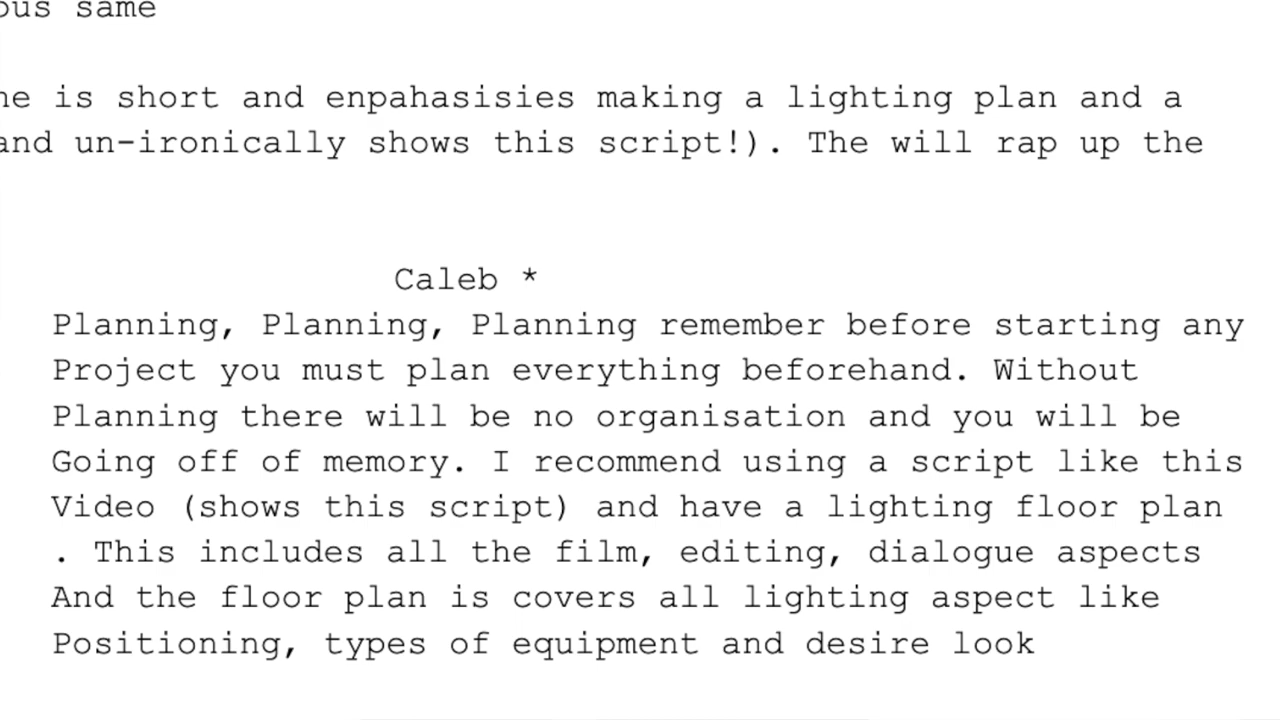 same
is short and enpahasisies making a lighting plan and a
and un-ironically shows this script!). The will rap up the
Caleb *
Planning, Planning, Planning remember before starting any
Project you must plan everything beforehand. Without
Planning there will be no organisation and you will be
Going off of memory. I recommend using a script like this
Video (shows this script) and have a lighting floor plan
. This includes all the film, editing, dialogue aspects
And the floor plan is covers all lighting aspect like
Positioning, types of equipment and desire look